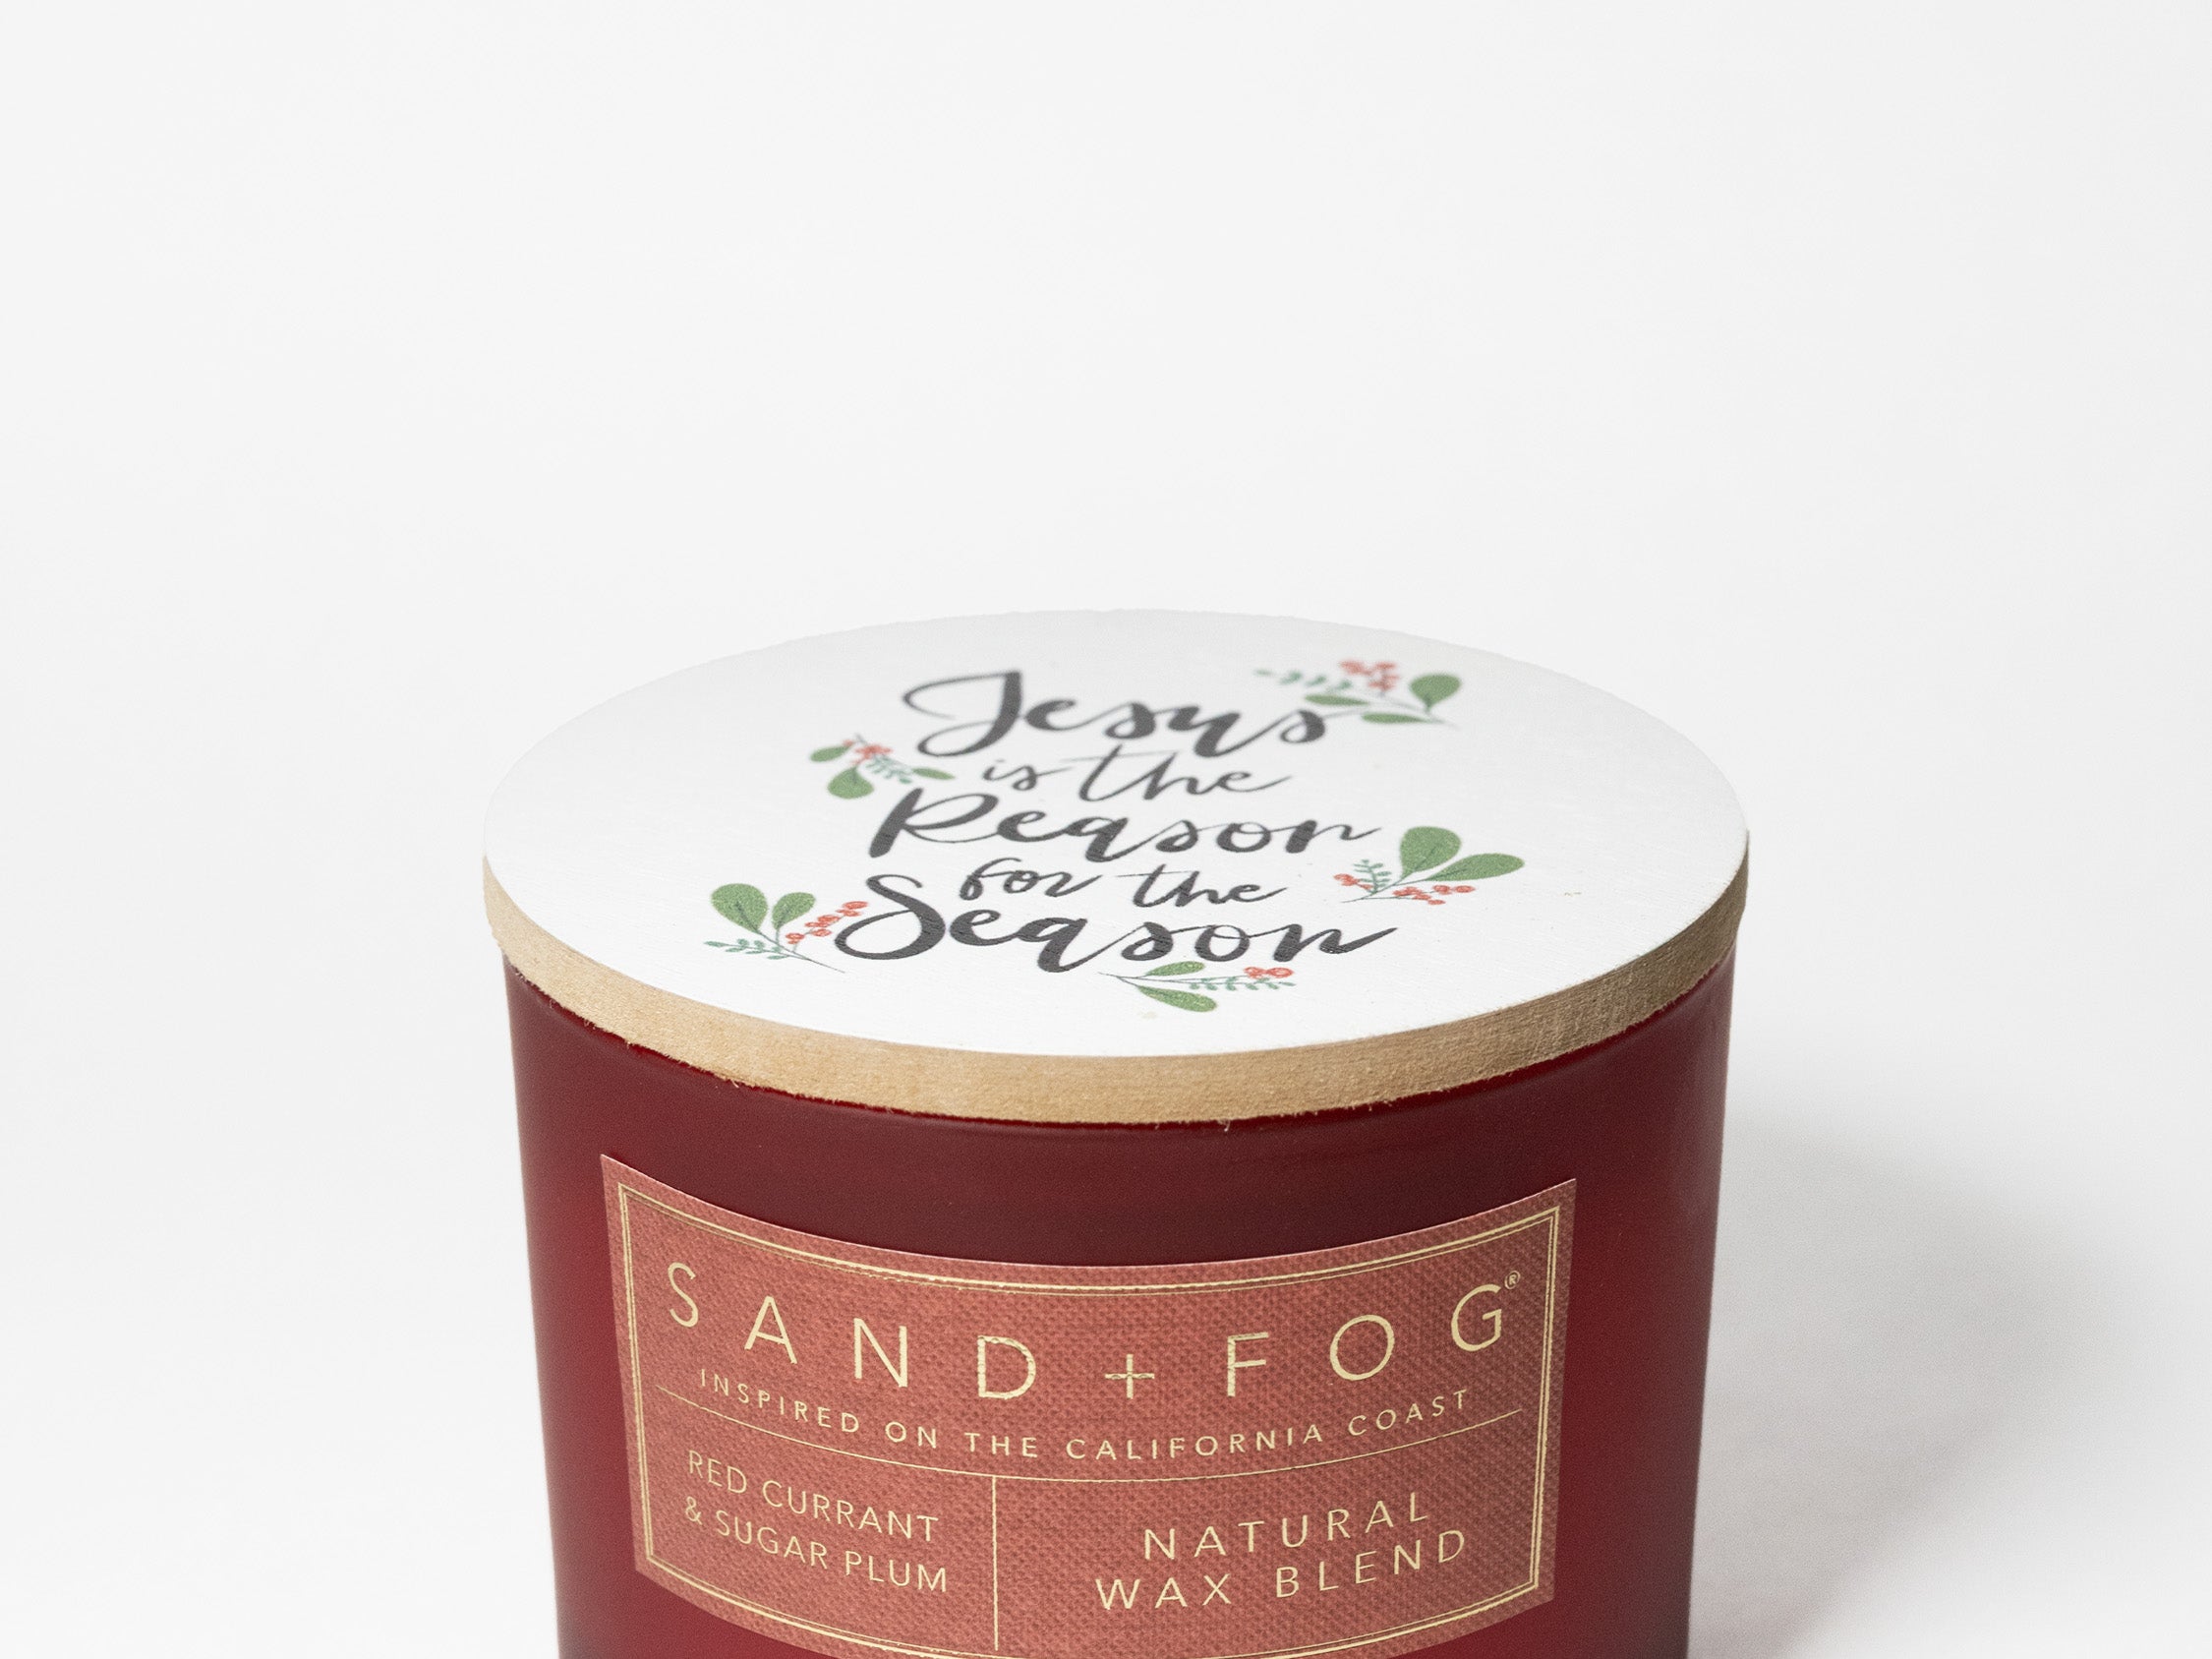 Jesus
is the
Reason
for the
Season
SAND + FOG®
INSPIRED ON THE CALIFORNIA COAST
RED CURRANT
& SUGAR PLUM
NATURAL
WAX BLEND